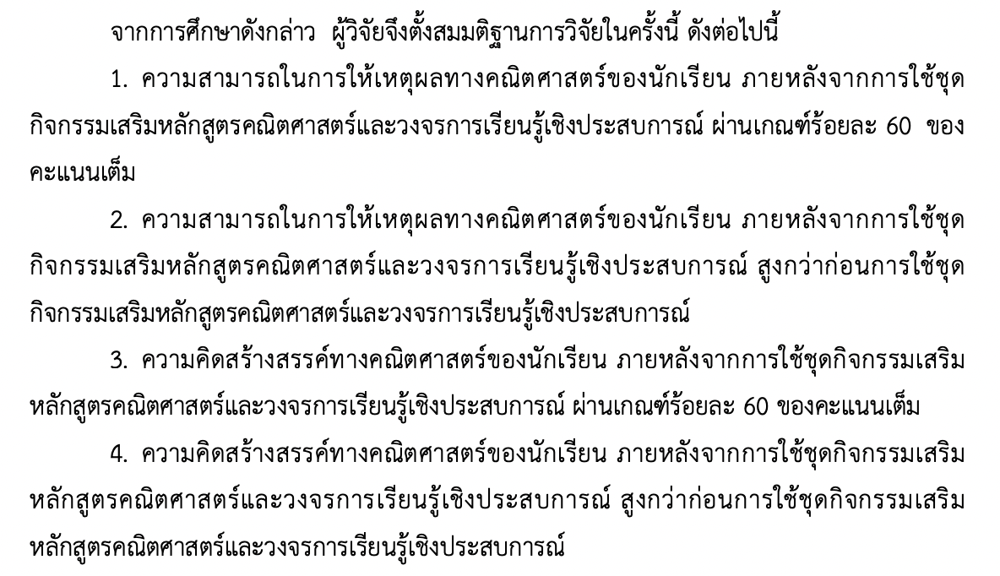 จากการศึกษาดังกล่าว ผู้วิจัยจึงตั้งสมมติฐานการวิจัยในครั้งนี้ ดังต่อไปนี้
1. ความสามารถในการให้เหตุผลทางคณิตศาสตร์ของนักเรียน ภายหลังจากการใช้ชุด
กิจกรรมเสริมหลักสูตรคณิตศาสตร์และวงจรการเรียนรู้เชิงประสบการณ์ ผ่านเกณฑ์ร้อยละ 60 ของ
คะแนนเต็ม
2. ความสามารถในการให้เหตุผลทางคณิตศาสตร์ของนักเรียน ภายหลังจากการใช้ชุด
กิจกรรมเสริมหลักสูตรคณิตศาสตร์และวงจรการเรียนรู้เชิงประสบการณ์ สูงกว่าก่อนการใช้ชุด
กิจกรรมเสริมหลักสูตรคณิตศาสตร์และวงจรการเรียนรู้เชิงประสบการณ์
3. ความคิดสร้างสรรค์ทางคณิตศาสตร์ของนักเรียน ภายหลังจากการใช้ชุดกิจกรรมเสริม
หลักสูตรคณิตศาสตร์และวงจรการเรียนรู้เชิงประสบการณ์ ผ่านเกณฑ์ร้อยละ 60 ของคะแนนเต็ม
4. ความคิดสร้างสรรค์ทางคณิตศาสตร์ของนักเรียน ภายหลังจากการใช้ชุดกิจกรรมเสริม
หลักสูตรคณิตศาสตร์และวงจรการเรียนรู้เชิงประสบการณ์ สูงกว่าก่อนการใช้ชุดกิจกรรมเสริม
หลักสูตรคณิตศาสตร์และวงจรการเรียนรู้เชิงประสบการณ์